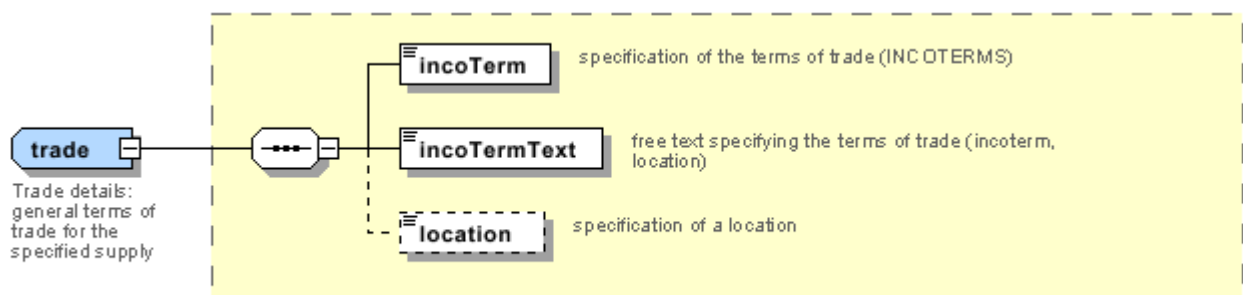 incoTerm
specification of the terms of trade (INCOTERMS)
trade
incoTermText
free text specifying the terms of trade (incoterm,
location)
Trade details:
general terms of
trade for the
specified supply
location
specification of a location